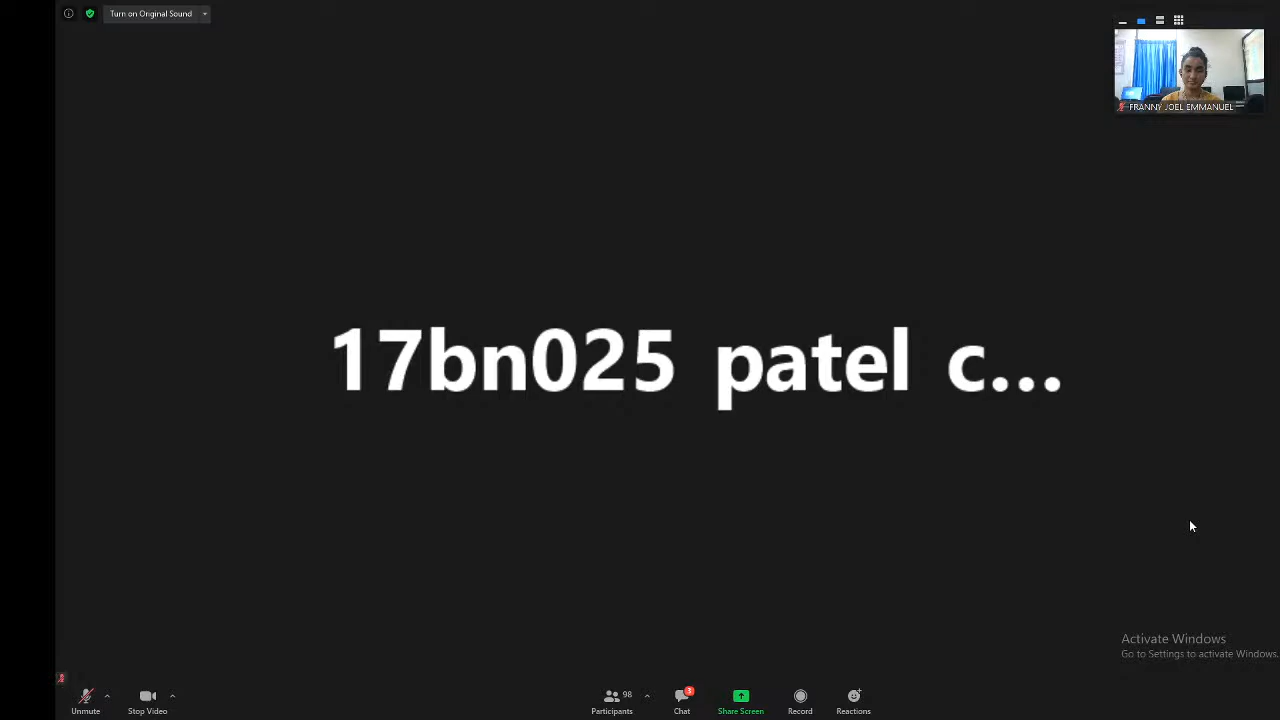 Turn on Original Sound
FRANNY JOEL EMMANUEL
17bn025 patel c...
Activate Windows
Go to Settings to activate Windows.
Unmute
Stop Video
98
Participants
3
Chat
Share Screen
Record
Reactions